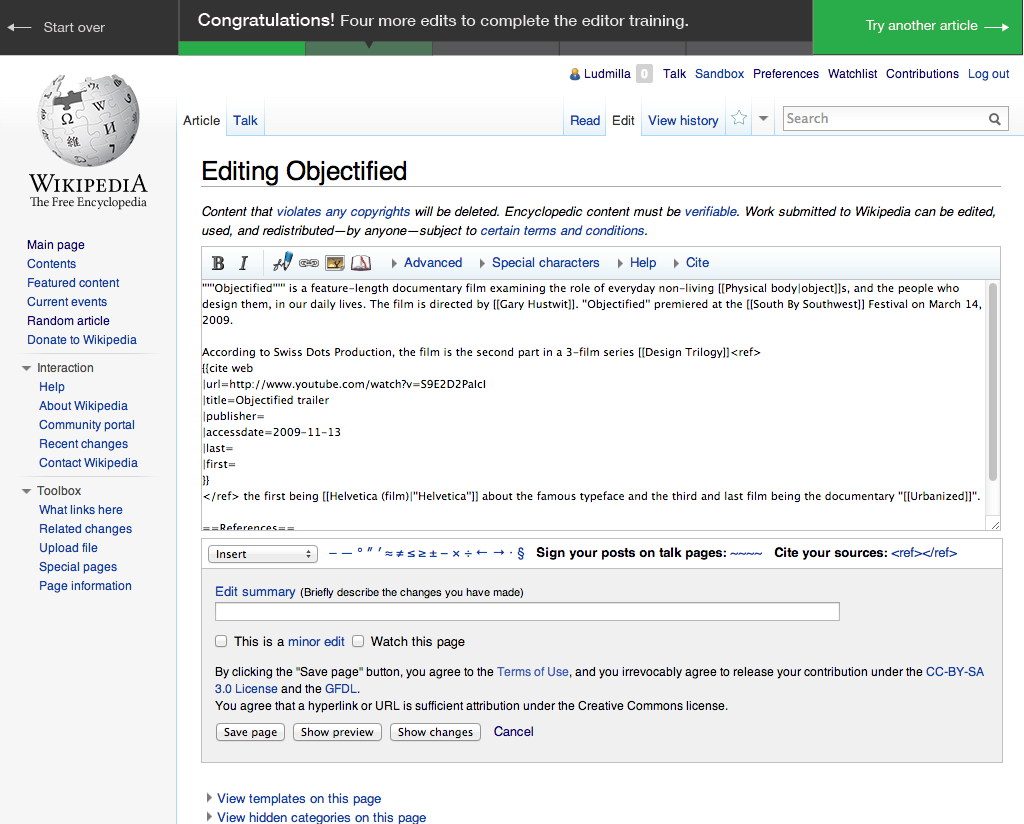 Start over
Congratulations! Four more edits to complete the editor training.
Try another article
Ludmilla 0 Talk Sandbox Preferences Watchlist Contributions Log out
Article Talk Read Edit View history Search
Ω W И 維
WIKIPEDIA
The Free Encyclopedia
Main page
Contents
Featured content
Current events
Random article
Donate to Wikipedia
Interaction
Help
About Wikipedia
Community portal
Recent changes
Contact Wikipedia
Toolbox
What links here
Related changes
Upload file
Special pages
Page information
Editing Objectified
Content that violates any copyrights will be deleted. Encyclopedic content must be verifiable. Work submitted to Wikipedia can be edited,
used, and redistributed—by anyone—subject to certain terms and conditions.
B I Advanced Special characters Help Cite
"""Objectified""" is a feature-length documentary film examining the role of everyday non-living [[Physical body|object]]s, and the people who
design them, in our daily lives. The film is directed by [[Gary Hustwit]]. "Objectified" premiered at the [[South By Southwest]] Festival on March 14,
2009.
According to Swiss Dots Production, the film is the second part in a 3-film series [[Design Trilogy]]<ref>
{{cite web
|url=http://www.youtube.com/watch?v=S9E2D2PaIcI
|title=Objectified trailer
|publisher=
|accessdate=2009-11-13
|last=
|first=
}}
</ref> the first being [[Helvetica (film)|"Helvetica"]] about the famous typeface and the third and last film being the documentary "[[Urbanized]]".
==References==
Insert – — ° ″ ′ ≈ ≠ ≤ ≥ ± − × ÷ ← → · § Sign your posts on talk pages: ~~~~ Cite your sources: <ref></ref>
Edit summary (Briefly describe the changes you have made)
This is a minor edit Watch this page
By clicking the "Save page" button, you agree to the Terms of Use, and you irrevocably agree to release your contribution under the CC-BY-SA
3.0 License and the GFDL.
You agree that a hyperlink or URL is sufficient attribution under the Creative Commons license.
Save page Show preview Show changes Cancel
View templates on this page
View hidden categories on this page